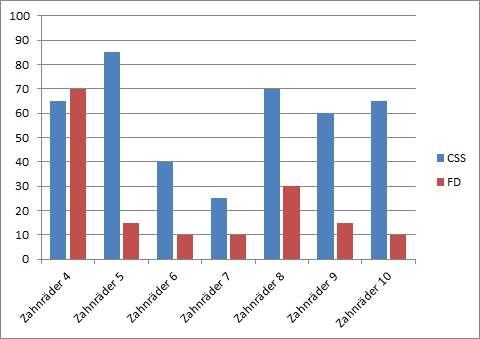 100
90
80
70
60
50
40
30
20
10
0
Zahnräder 4
Zahnräder 5
Zahnräder 6
Zahnräder 7
Zahnräder 8
Zahnräder 9
Zahnräder 10
CSS
FD